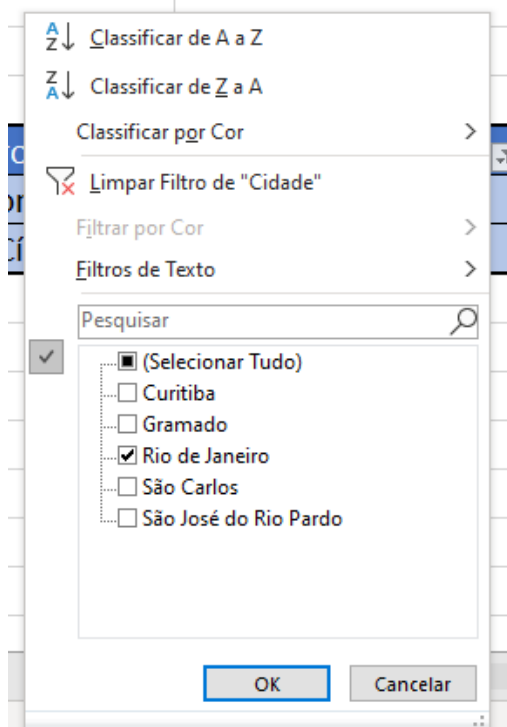 Classificar de A a Z
Classificar de Z a A
Classificar por Cor
Limpar Filtro de "Cidade"
Filtrar por Cor
Filtros de Texto
Pesquisar
(Selecionar Tudo)
Curitiba
Gramado
Rio de Janeiro
São Carlos
São José do Rio Pardo
OK
Cancelar